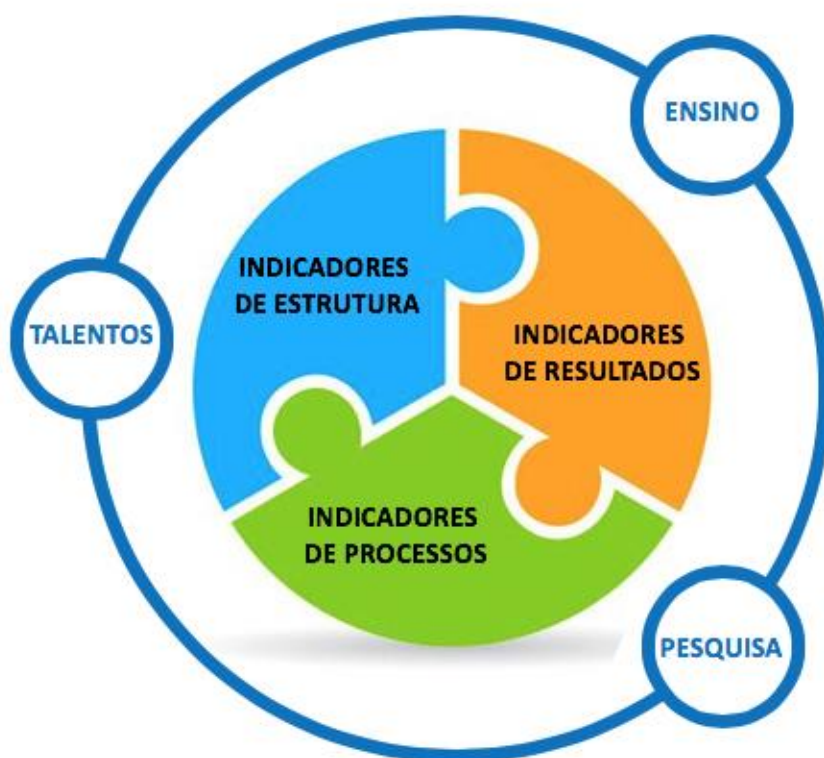 ENSINO
INDICADORES
DE ESTRUTURA
TALENTOS
INDICADORES
DE RESULTADOS
INDICADORES
DE PROCESSOS
PESQUISA